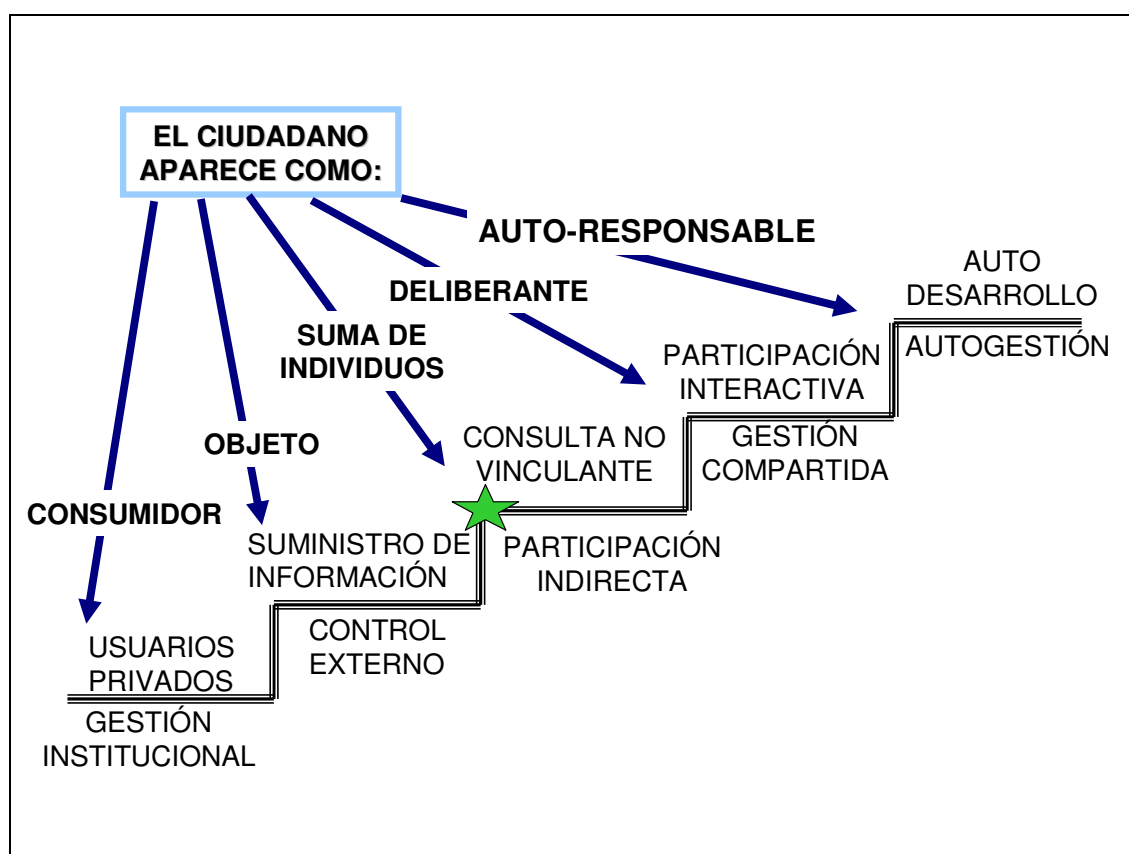 EL CIUDADANO
APARECE COMO:
AUTO-RESPONSABLE
DELIBERANTE
SUMA DE
INDIVIDUOS
OBJETO
CONSUMIDOR
AUTO
DESARROLLO
AUTOGESTIÓN
PARTICIPACIÓN
INTERACTIVA
GESTIÓN
COMPARTIDA
CONSULTA NO
VINCULANTE
PARTICIPACIÓN
INDIRECTA
SUMINISTRO DE
INFORMACIÓN
CONTROL
EXTERNO
USUARIOS
PRIVADOS
GESTIÓN
INSTITUCIONAL